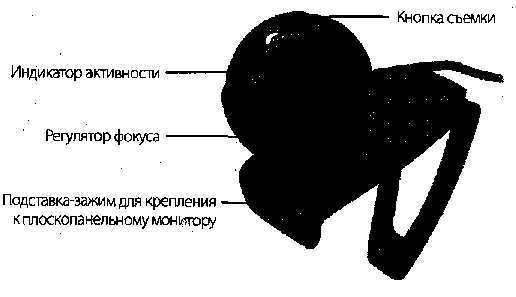 Кнопка съемки
Индикатор активности
Регулятор фокуса
Подставка-зажим для крепления
к плоскопанельному монитору